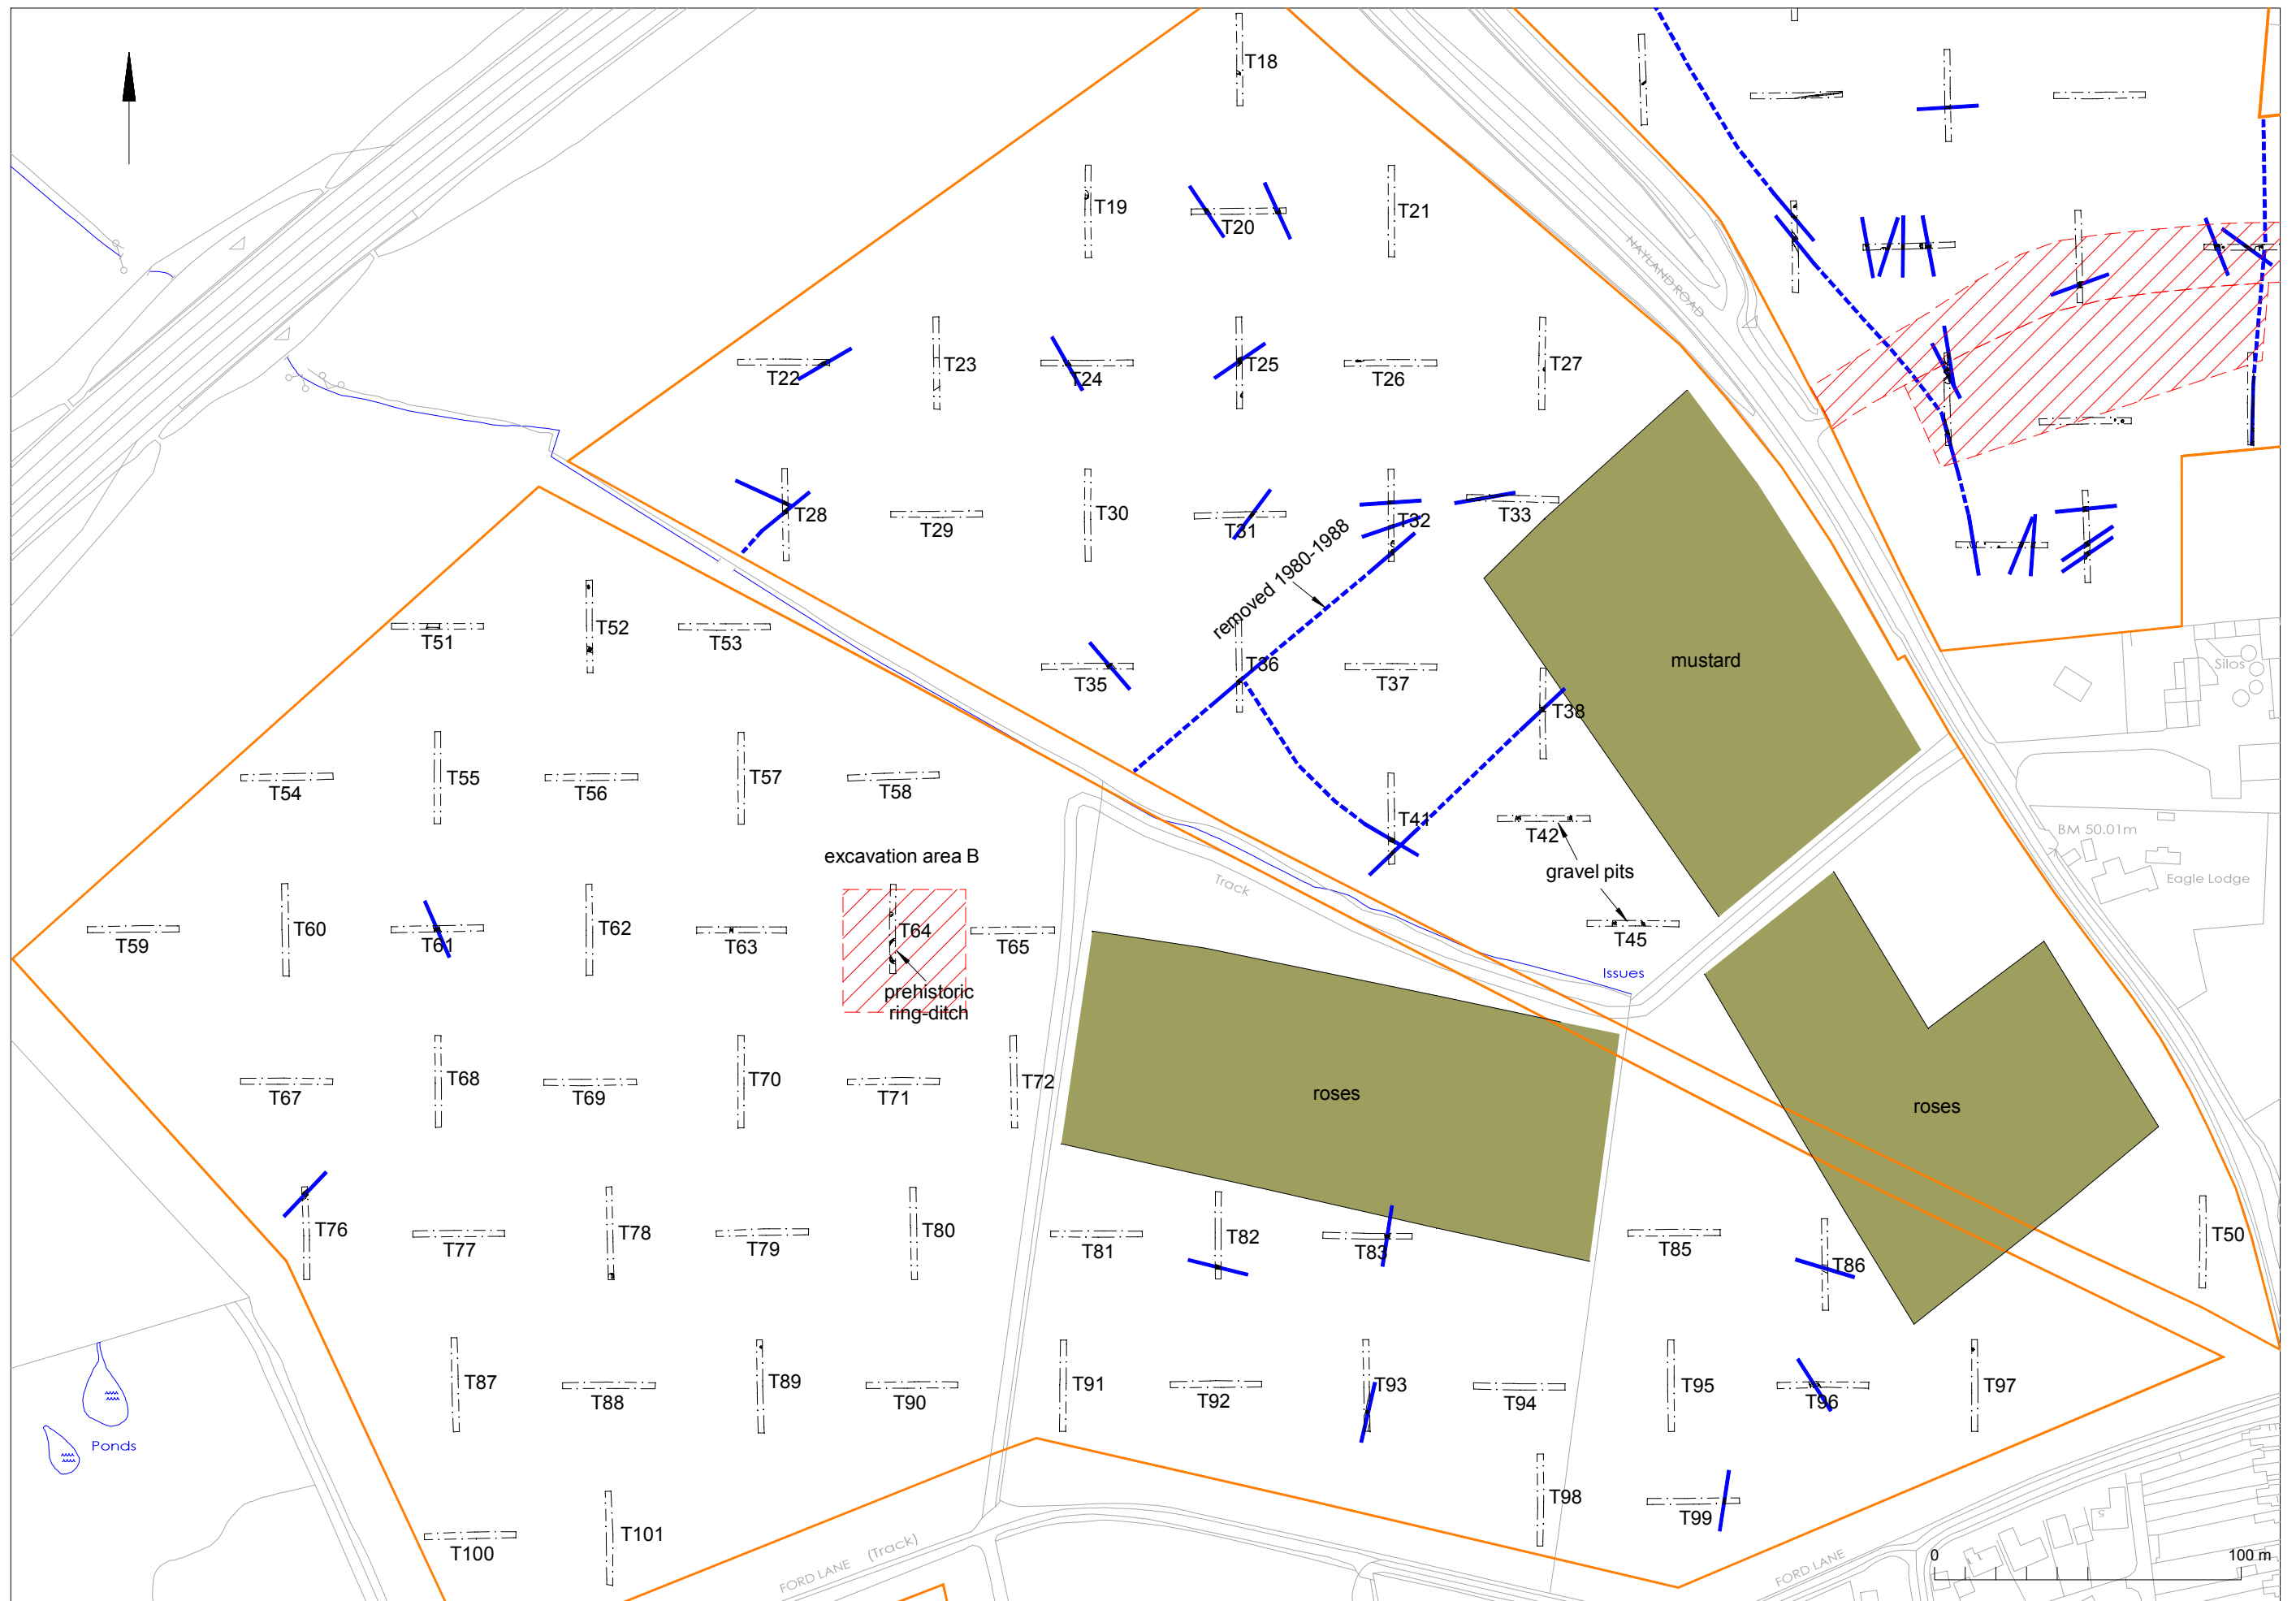 T18
T19
T20
T21
NAYLAND ROAD
T22
T23
T24
T25
T26
T27
T28
T29
T30
T31
T32
T33
removed 1980-1988
T51
T52
T53
T35
T36
T37
T38
mustard
Silos
T54
T55
T56
T57
T58
T41
T42
gravel pits
BM 50.01m
Eagle Lodge
excavation area B
Track
T59
T60
T61
T62
T63
T64
T65
T45
prehistoric
ring-ditch
Issues
T67
T68
T69
T70
T71
T72
roses
roses
T76
T77
T78
T79
T80
T81
T82
T83
T85
T86
T50
T87
T88
T89
T90
T91
T92
T93
T94
T95
T96
T97
Ponds
T98
T99
T100
T101
FORD LANE (Track)
FORD LANE
5
0 100 m